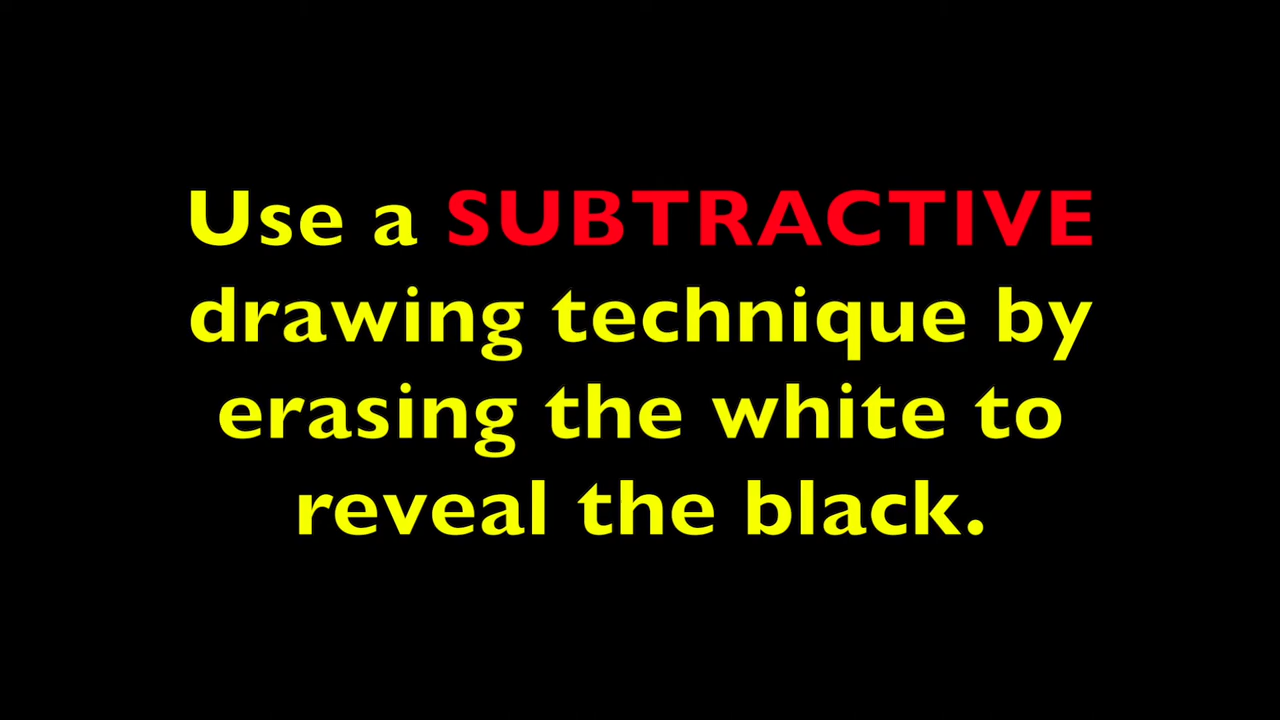 Use a SUBTRACTIVE
drawing technique by
erasing the white to
reveal the black.